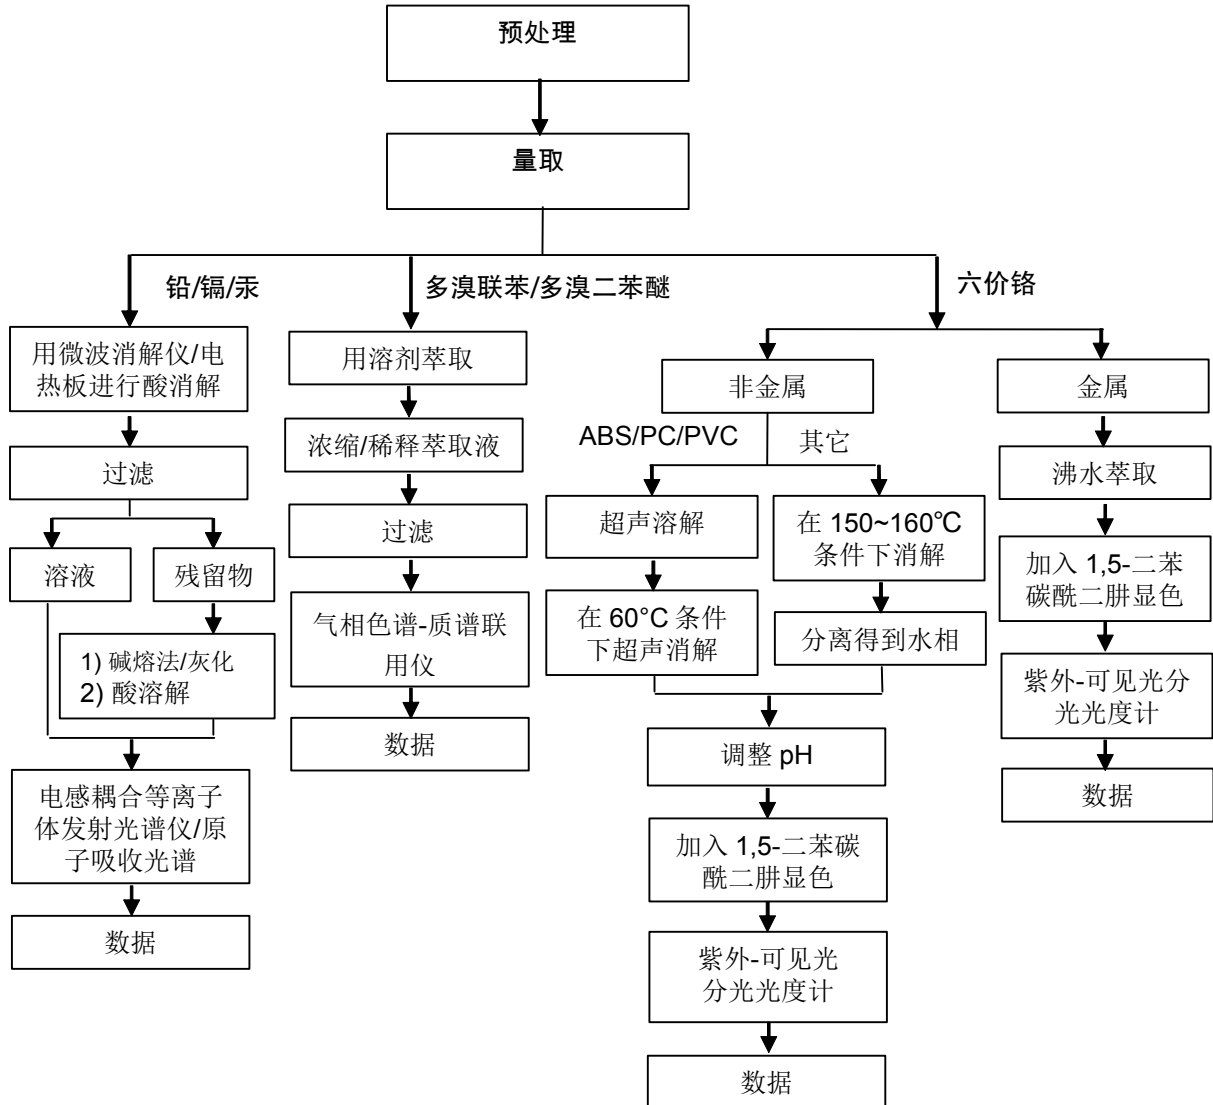 预处理
量取
铅/镉/汞
多溴联苯/多溴二苯醚
六价铬
用微波消解仪/电
热板进行酸消解
过滤
溶液
残留物
1) 碱熔法/灰化
2) 酸溶解
电感耦合等离子
体发射光谱仪/原
子吸收光谱
数据
用溶剂萃取
浓缩/稀释萃取液
过滤
气相色谱-质谱联
用仪
数据
非金属
ABS/PC/PVC
其它
超声溶解
在 60°C 条件
下超声消解
在 150~160℃
条件下消解
分离得到水相
调整 pH
加入 1,5-二苯碳
酰二肼显色
紫外-可见光
分光光度计
数据
金属
沸水萃取
加入 1,5-二苯
碳酰二肼显色
紫外-可见光分
光光度计
数据